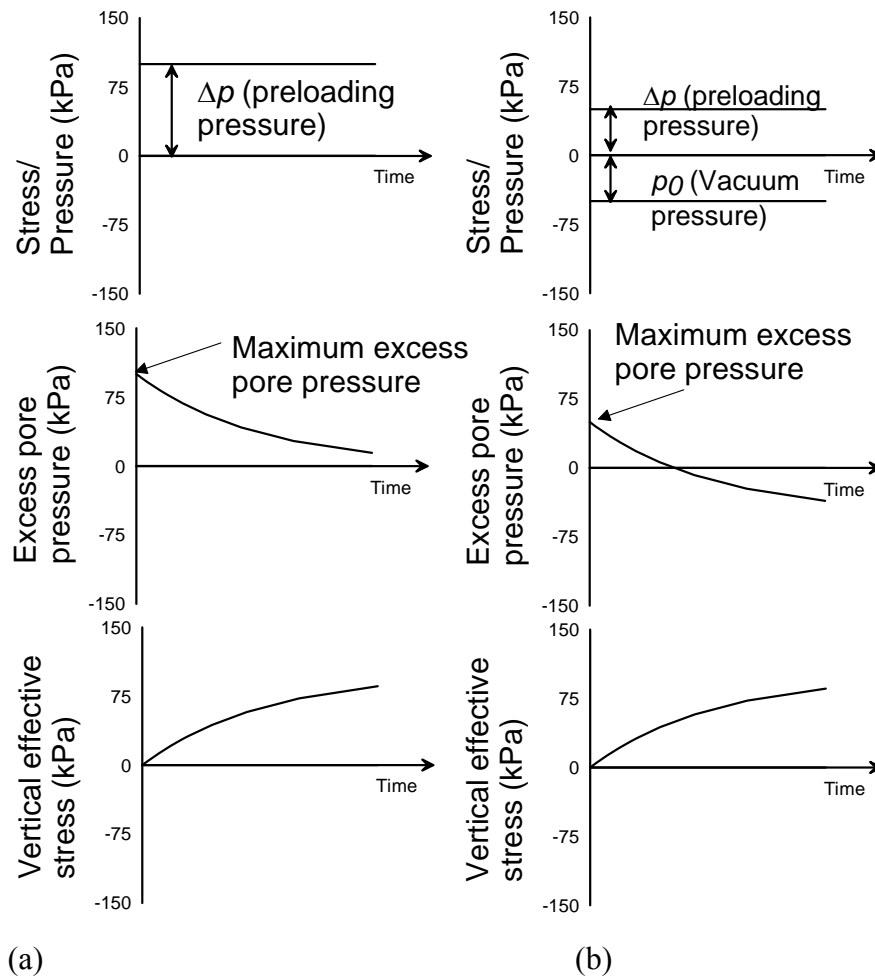 150
75
0
-75
-150
Stress/
Pressure (kPa)
Δp (preloading
pressure)
Time
150
75
0
-75
-150
Stress/
Pressure (kPa)
Δp (preloading
pressure)
p0 (Vacuum
pressure)
Time
150
75
0
-75
-150
Excess pore
pressure (kPa)
Maximum excess
pore pressure
Time
150
75
0
-75
-150
Excess pore
pressure (kPa)
Maximum excess
pore pressure
Time
150
75
0
-75
-150
Vertical effective
stress (kPa)
Time
150
75
0
-75
-150
Vertical effective
stress (kPa)
Time
(a)
(b)